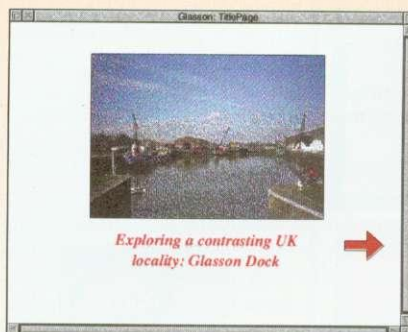 Glasson: TitlePage
Exploring a contrasting UK
locality: Glasson Dock